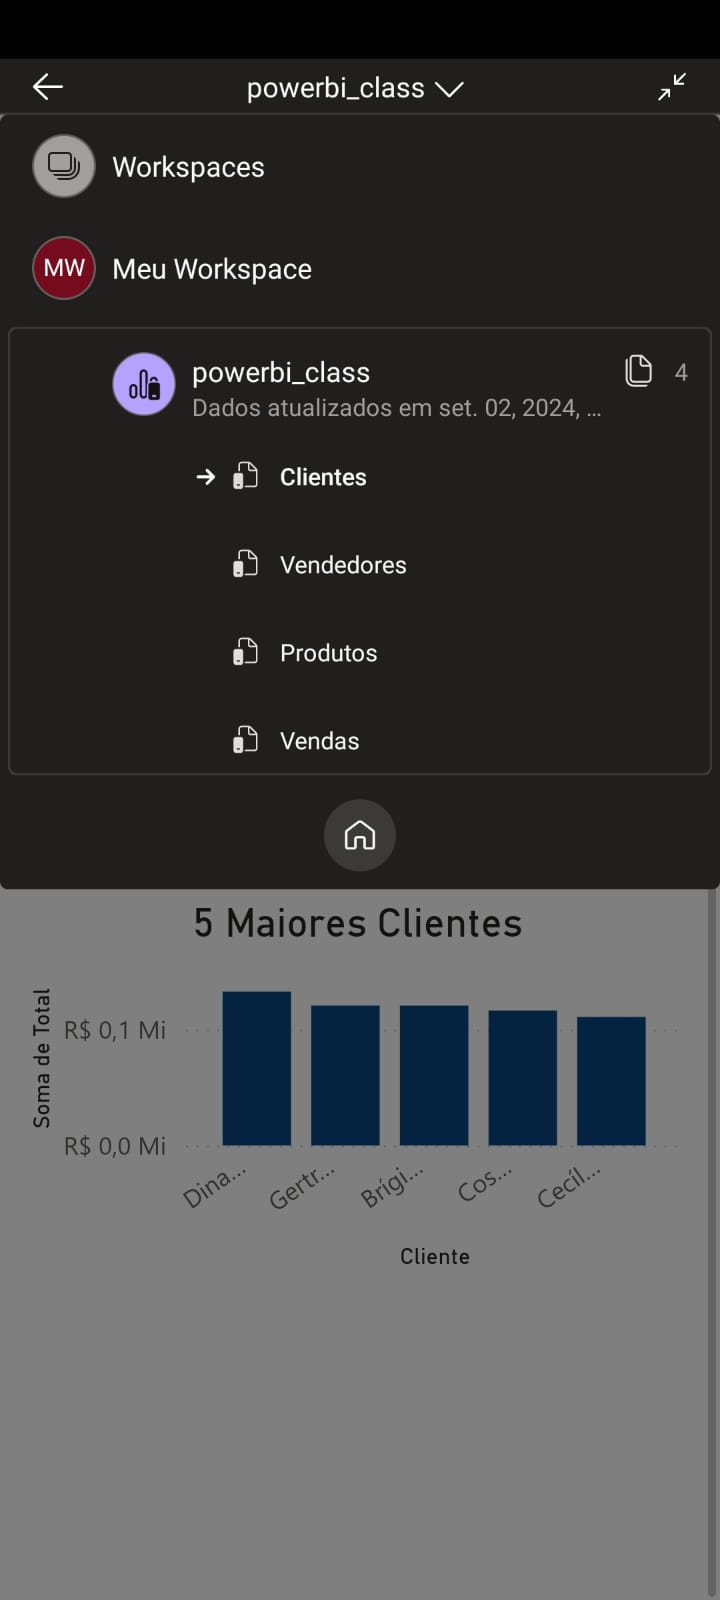 powerbi_class
Workspaces
MW
Meu Workspace
powerbi_class
4
Dados atualizados em set. 02, 2024, ...
Clientes
Vendedores
Produtos
Vendas
5 Maiores Clientes
Soma de Total
R$ 0,1 Mi
R$ 0,0 Mi
Dina...
Gertr...
Brígi...
Cos...
Cecíl...
Cliente